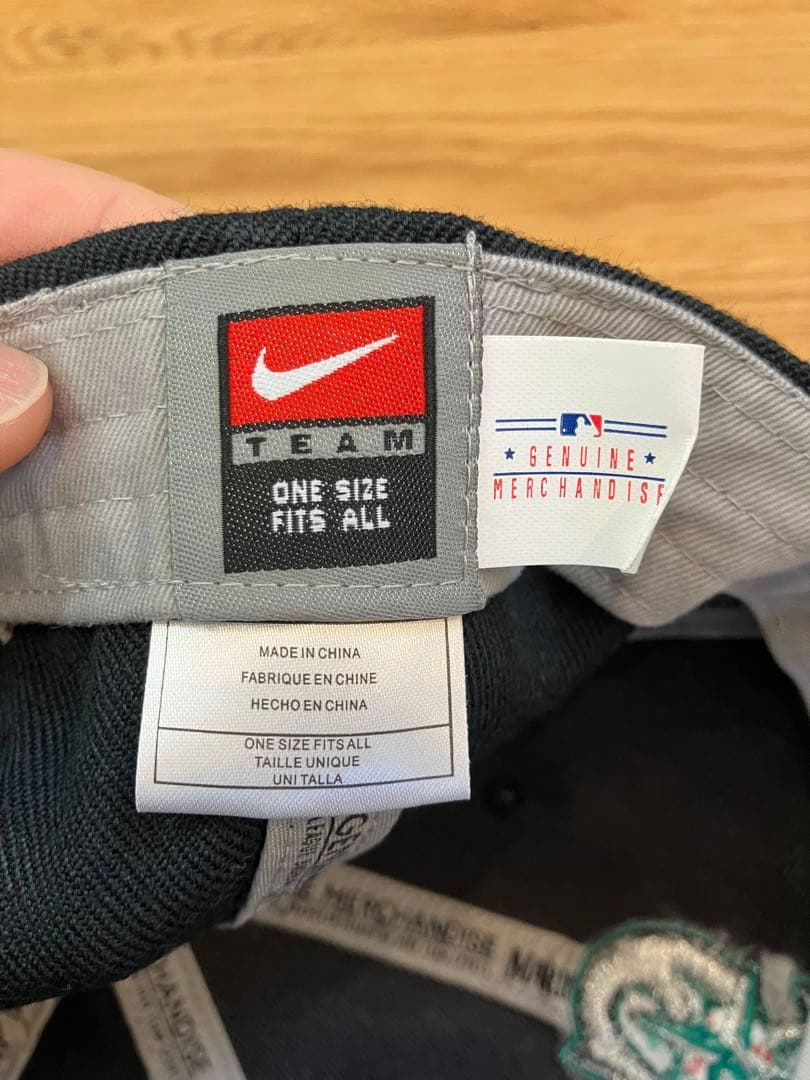 TEAM
ONE SIZE
FITS ALL
GENUINE
MERCHANDISE
MADE IN CHINA
FABRIQUE EN CHINE
HECHO EN CHINA
ONE SIZE FITS ALL
TAILLE UNIQUE
UNI TALLA
MERCHANDISE